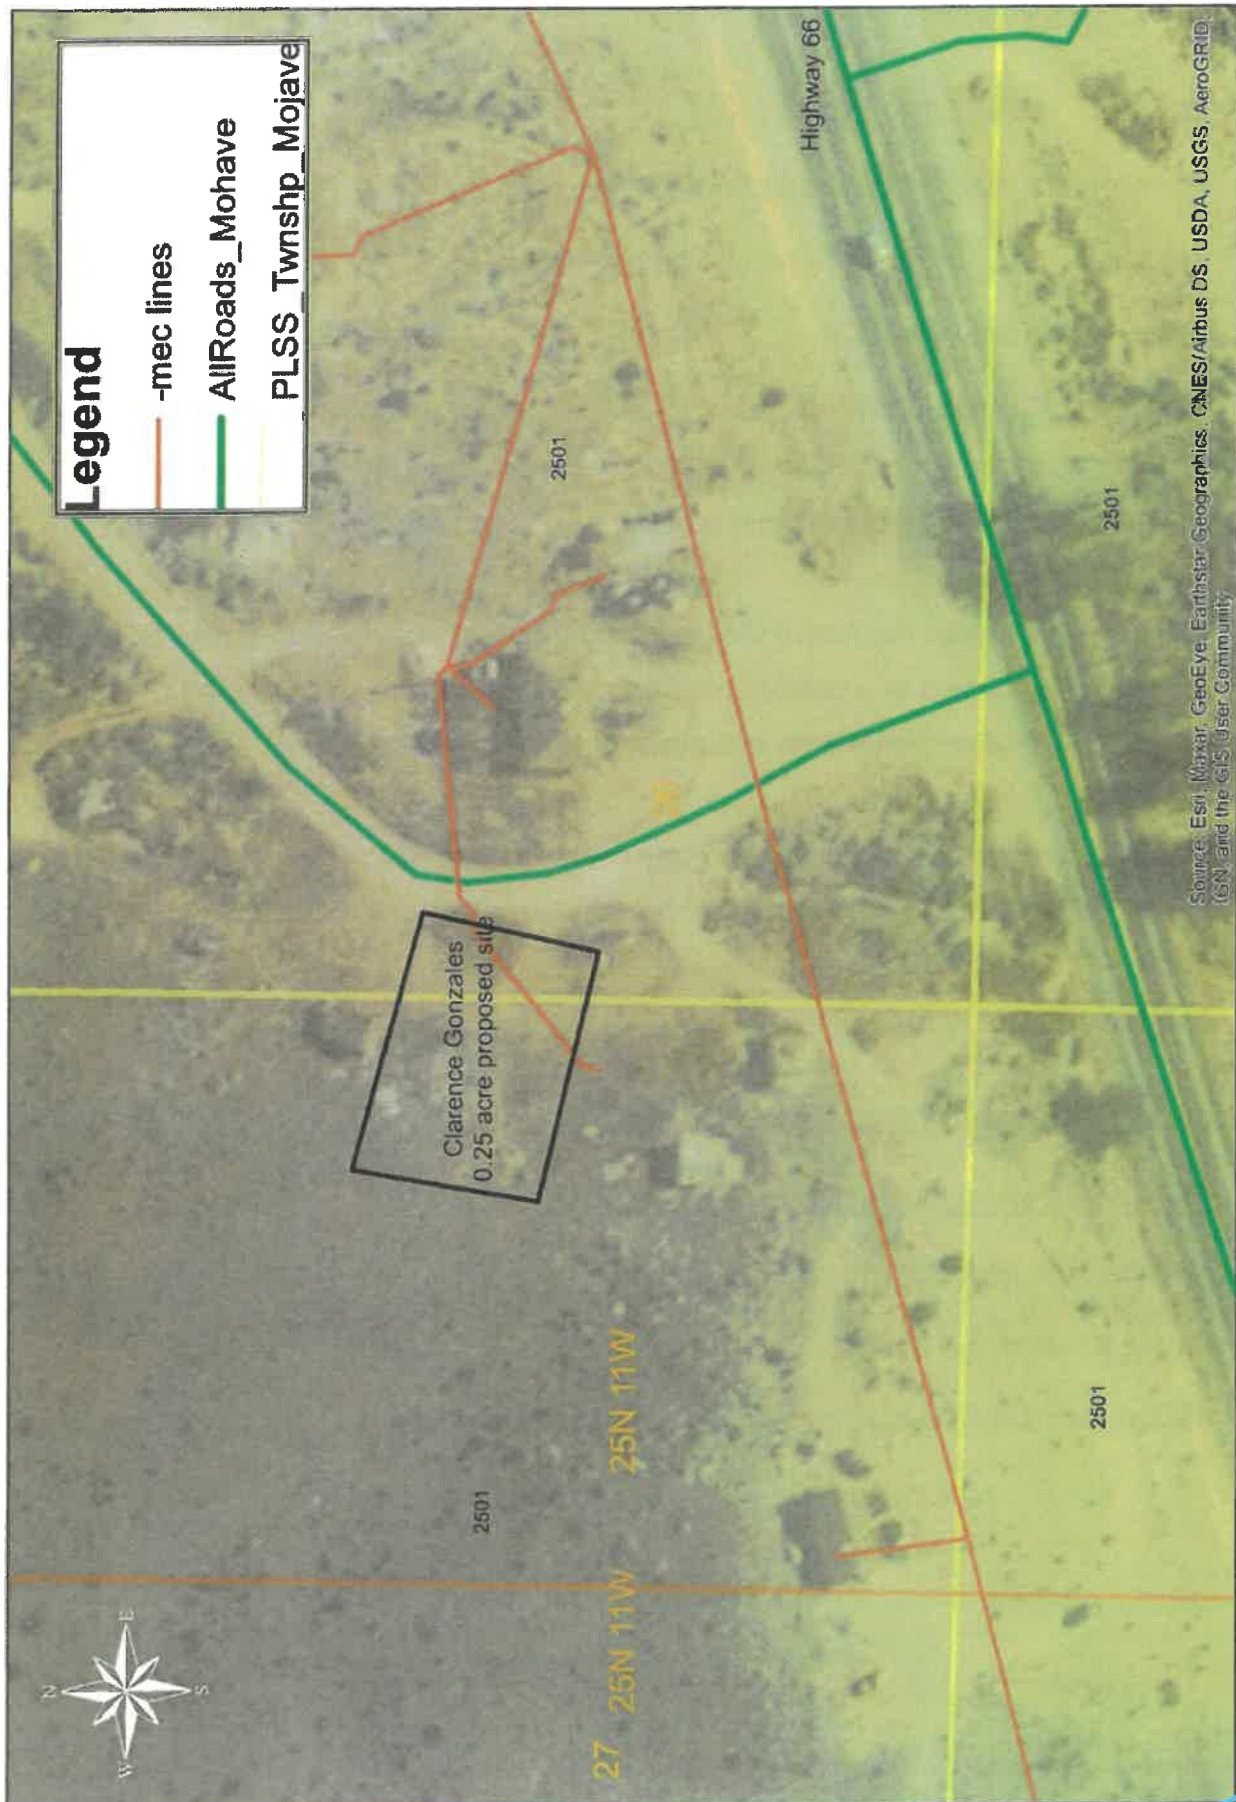 Legend
-mec lines
AllRoads_Mohave
PLSS_Twnshp_Mojave
N
W
E
S
Highway 66
2501
Clarence Gonzales
0.25 acre proposed site
2501
27 25N 11W 25N 11W
2501
2501
Source: Esri, Maxar, GeoEye, Earthstar Geographics, CNES/Airbus DS, USDA, USGS, AeroGRID,
IGN, and the GIS User Community